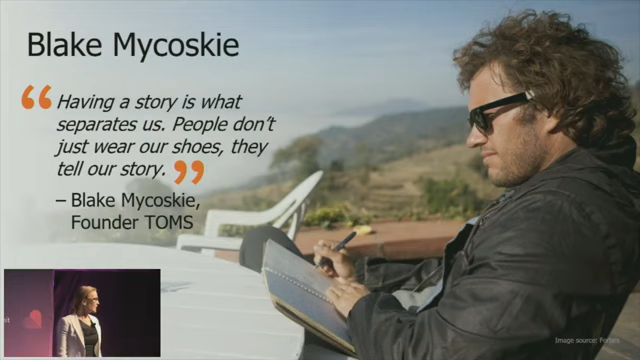 Blake Mycoskie
“Having a story is what
separates us. People don’t
just wear our shoes, they
tell our story.”
– Blake Mycoskie,
Founder TOMS
Image source: Forbes